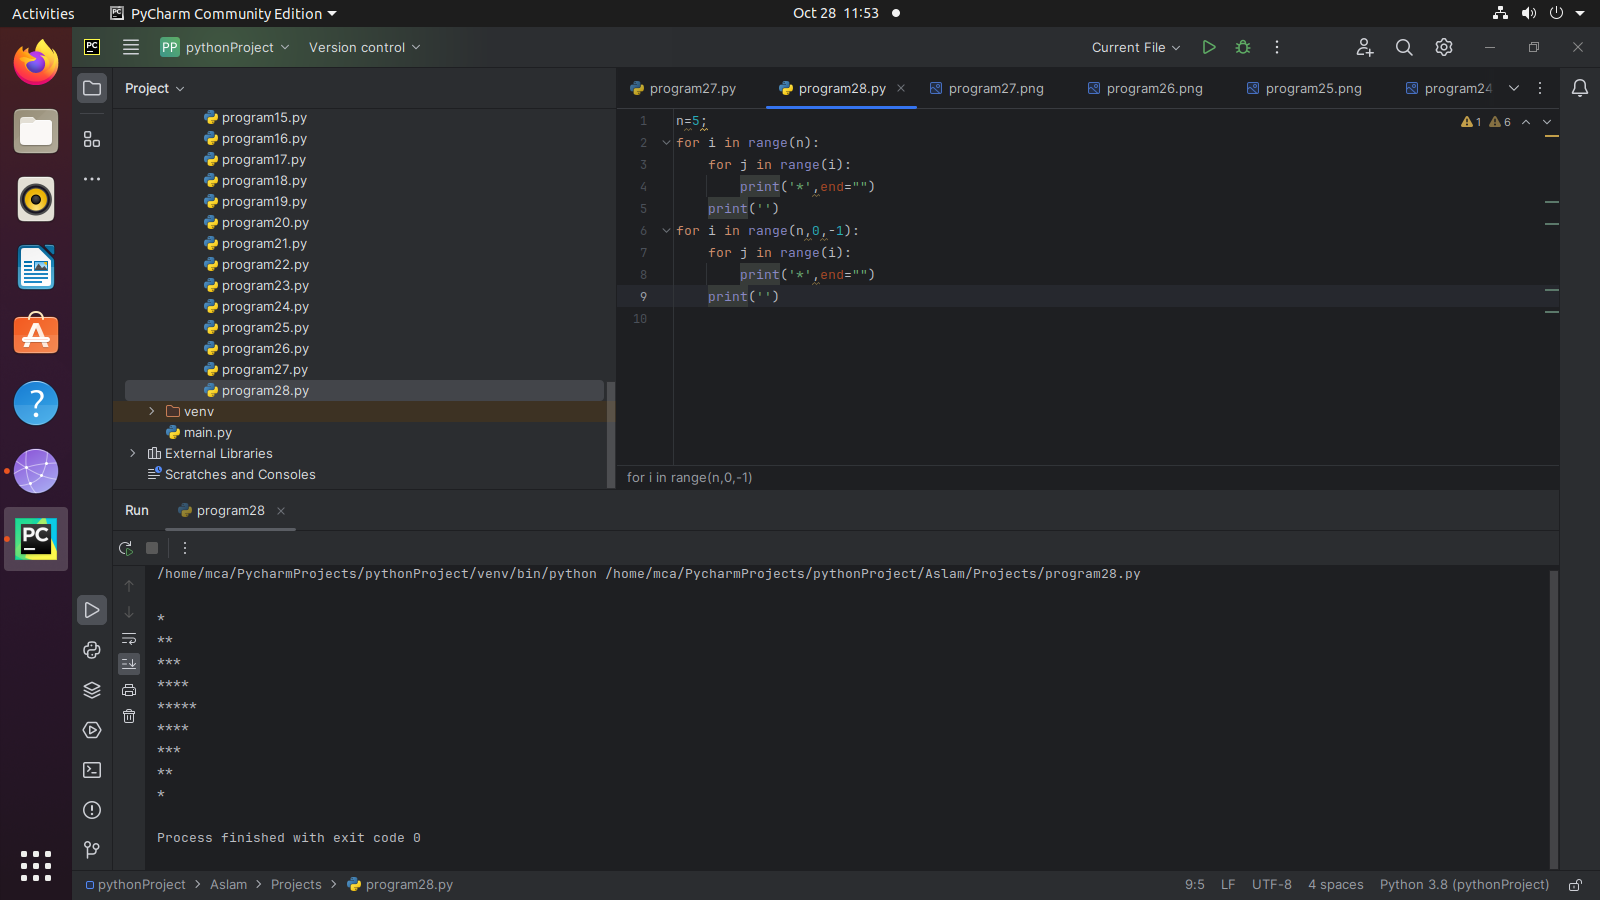 Activities PyCharm Community Edition Oct 28 11:53
PC PP pythonProject Version control Current File
Project program27.py program28.py program27.png program26.png program25.png program24
program15.py
program16.py
program17.py
program18.py
program19.py
program20.py
program21.py
program22.py
program23.py
program24.py
program25.py
program26.py
program27.py
program28.py
venv
main.py
External Libraries
Scratches and Consoles
1 n=5; 1 6
2 for i in range(n):
3     for j in range(i):
4         print('*',end="")
5     print('')
6 for i in range(n,0,-1):
7     for j in range(i):
8         print('*',end="")
9     print('')
10
for i in range(n,0,-1)
Run program28
/home/mca/PycharmProjects/pythonProject/venv/bin/python /home/mca/PycharmProjects/pythonProject/Aslam/Projects/program28.py
*
**
***
****
*****
****
***
**
*
Process finished with exit code 0
PC
pythonProject > Aslam > Projects > program28.py 9:5 LF UTF-8 4 spaces Python 3.8 (pythonProject)